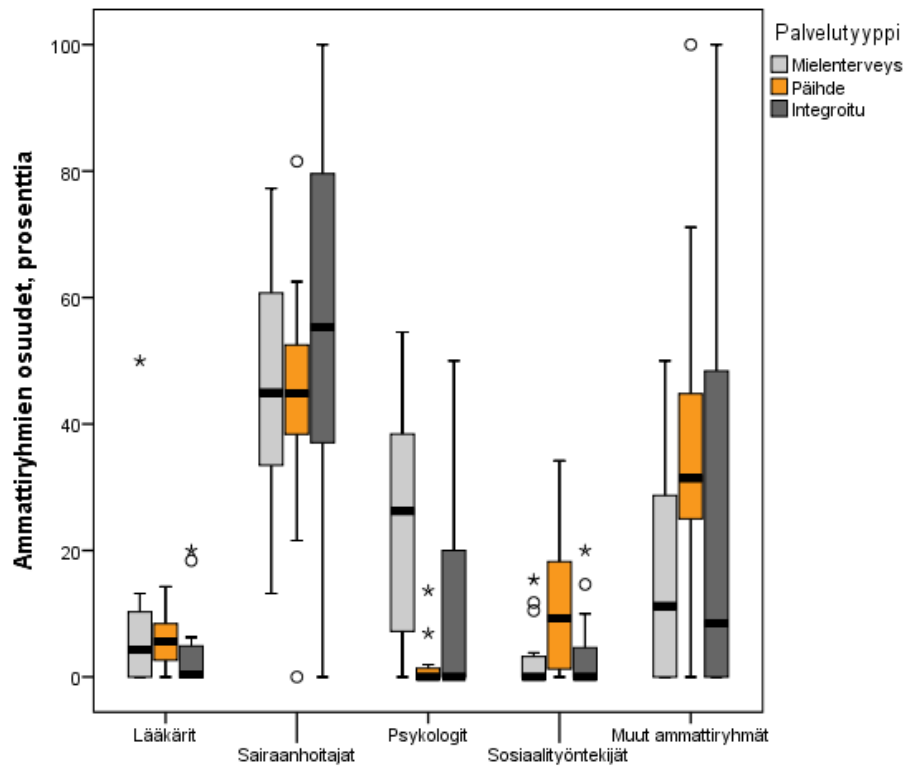 Palvelutyyppi
Mielenterveys
Päihde
Integroitu
Ammattiryhmien osuudet, prosenttia
100
80
60
40
20
0
Lääkärit
Sairaanhoitajat
Psykologit
Sosiaalityöntekijät
Muut ammattiryhmät